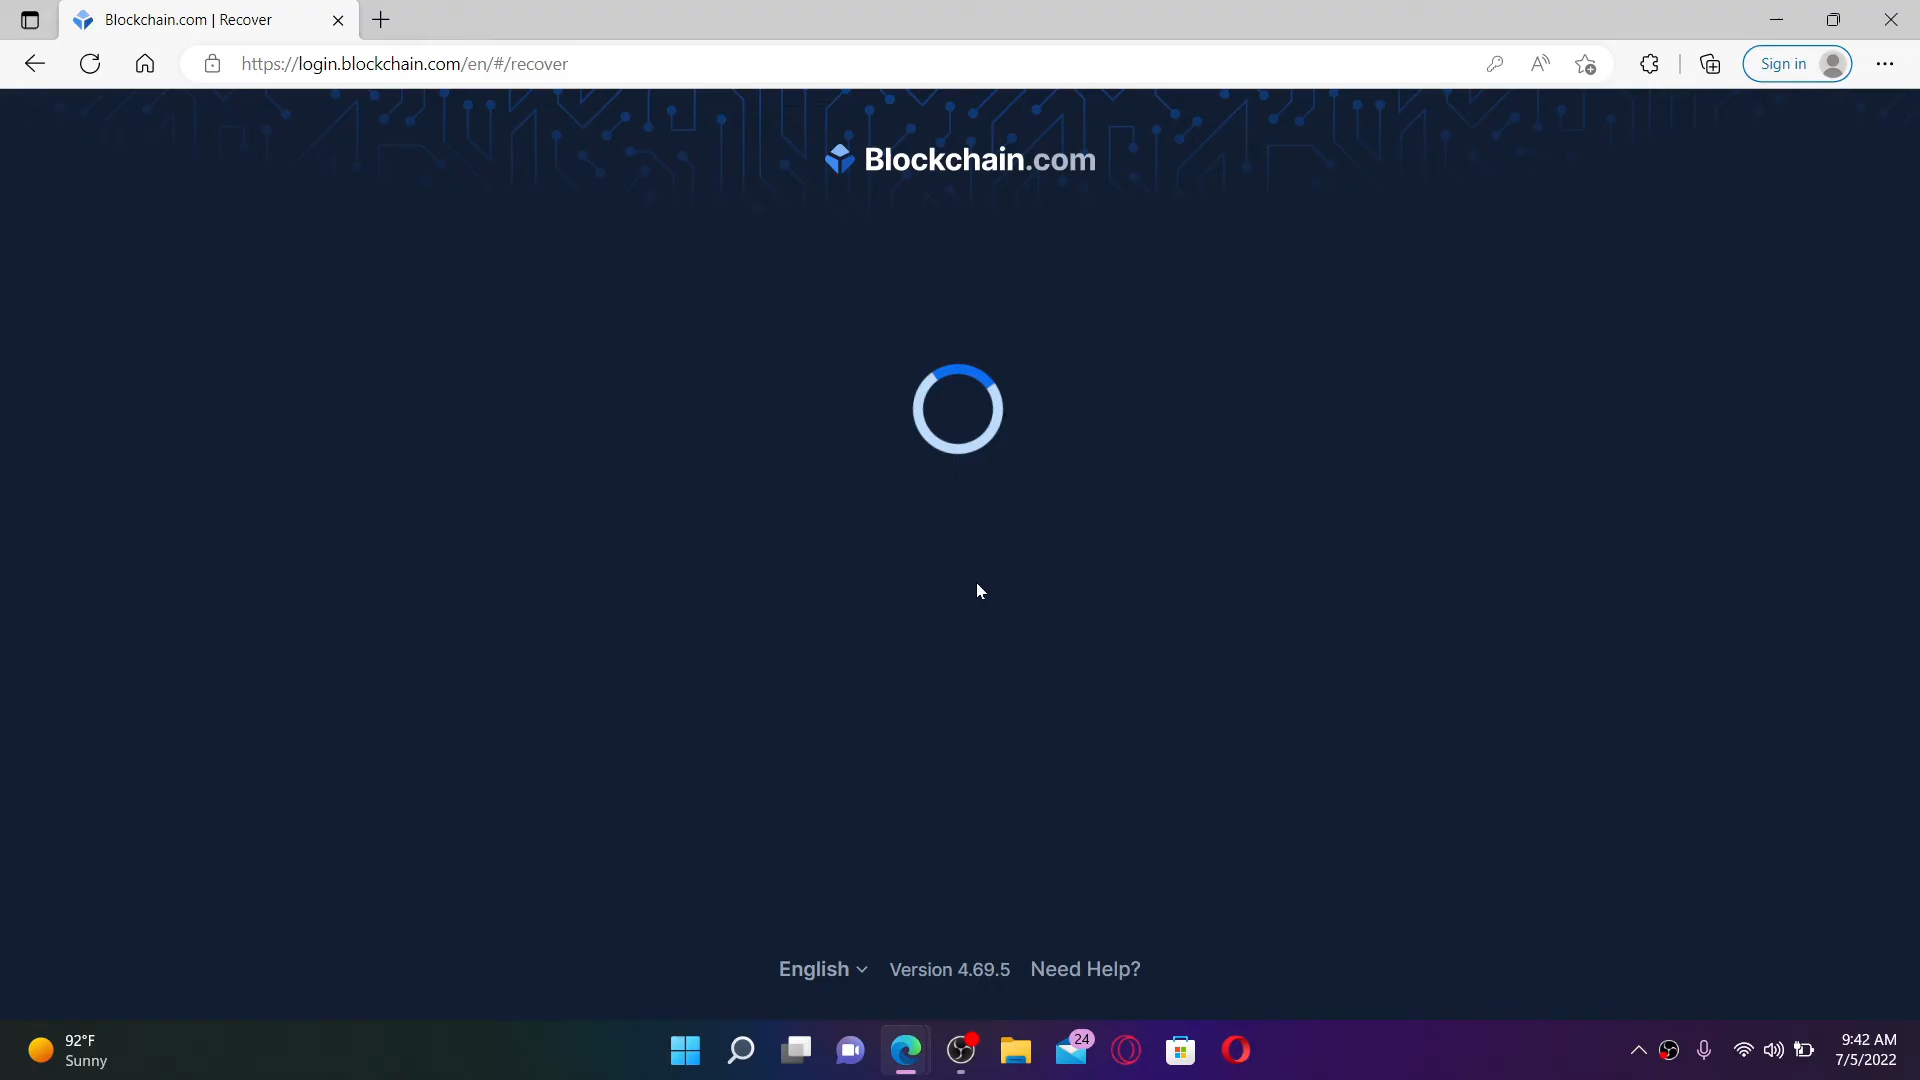 Blockchain.com | Recover
https://login.blockchain.com/en/#/recover
Sign in
Blockchain.com
English
Version 4.69.5
Need Help?
92°F
Sunny
24
9:42 AM
7/5/2022